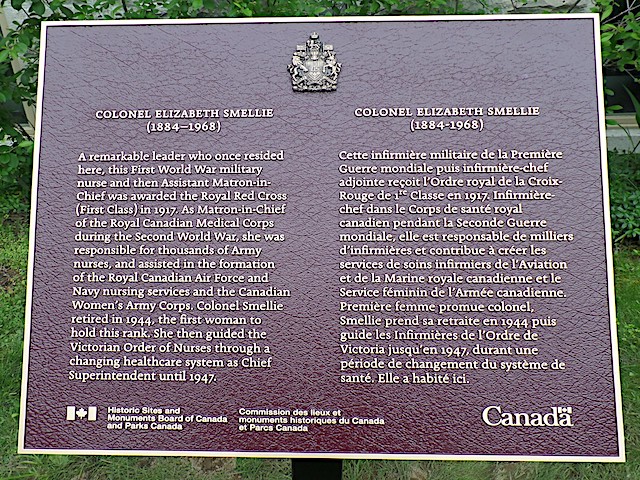 COLONEL ELIZABETH SMELLIE
(1884–1968)
A remarkable leader who once resided
here, this First World War military
nurse and then Assistant Matron-in-
Chief was awarded the Royal Red Cross
(First Class) in 1917. As Matron-in-Chief
of the Royal Canadian Medical Corps
during the Second World War, she was
responsible for thousands of Army
nurses, and assisted in the formation
of the Royal Canadian Air Force and
Navy nursing services and the Canadian
Women's Army Corps. Colonel Smellie
retired in 1944, the first woman to
hold this rank. She then guided the
Victorian Order of Nurses through a
changing healthcare system as Chief
Superintendent until 1947.
COLONEL ELIZABETH SMELLIE
(1884-1968)
Cette infirmière militaire de la Première
Guerre mondiale puis infirmière-chef
adjointe reçoit l'Ordre royal de la Croix-
Rouge de 1re Classe en 1917. Infirmière-
chef dans le Corps de santé royal
canadien pendant la Seconde Guerre
mondiale, elle est responsable de milliers
d'infirmières et contribue à créer les
services de soins infirmiers de l'Aviation
et de la Marine royale canadienne et le
Service féminin de l'Armée canadienne.
Première femme promue colonel,
Smellie prend sa retraite en 1944 puis
guide les Infirmières de l'Ordre de
Victoria jusqu'en 1947, durant une
période de changement du système de
santé. Elle a habité ici.
Historic Sites and
Monuments Board of Canada
and Parks Canada
Commission des lieux et
monuments historiques du Canada
et Parcs Canada
Canada